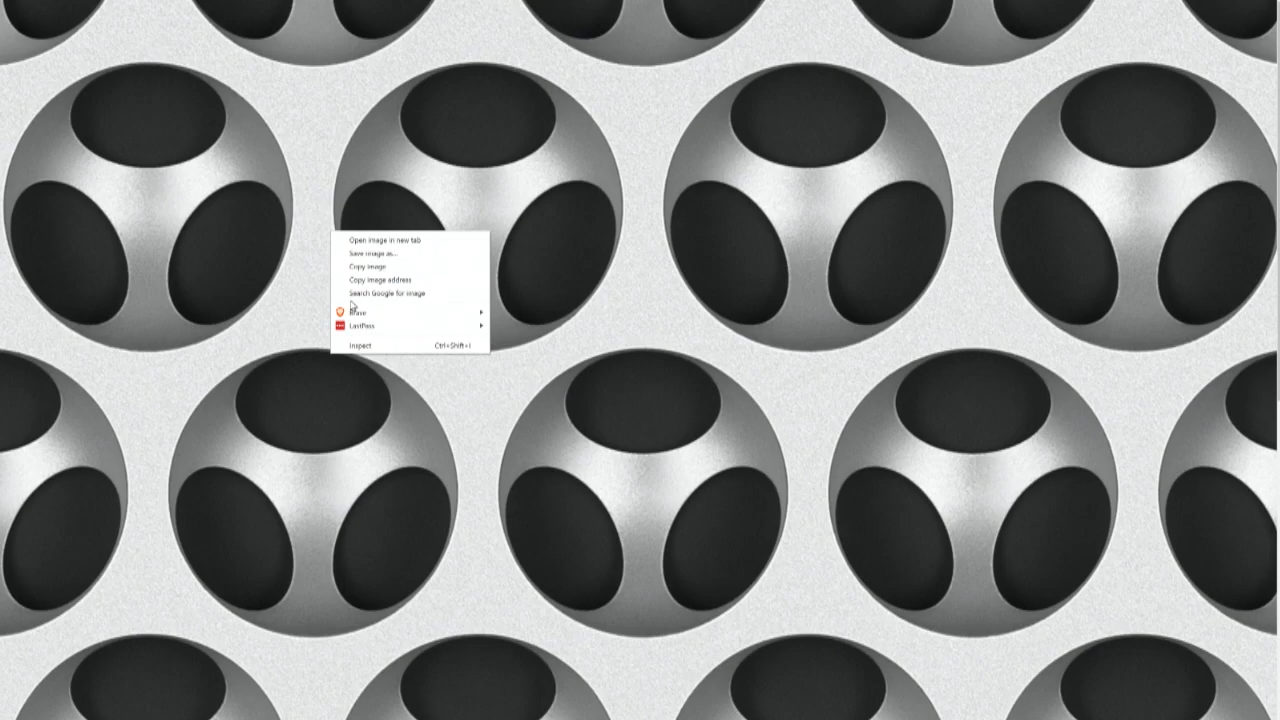 Open image in new tab
Save image as...
Copy image
Copy image address
Search Google for image
Brave
LastPass
Inspect Ctrl+Shift+I